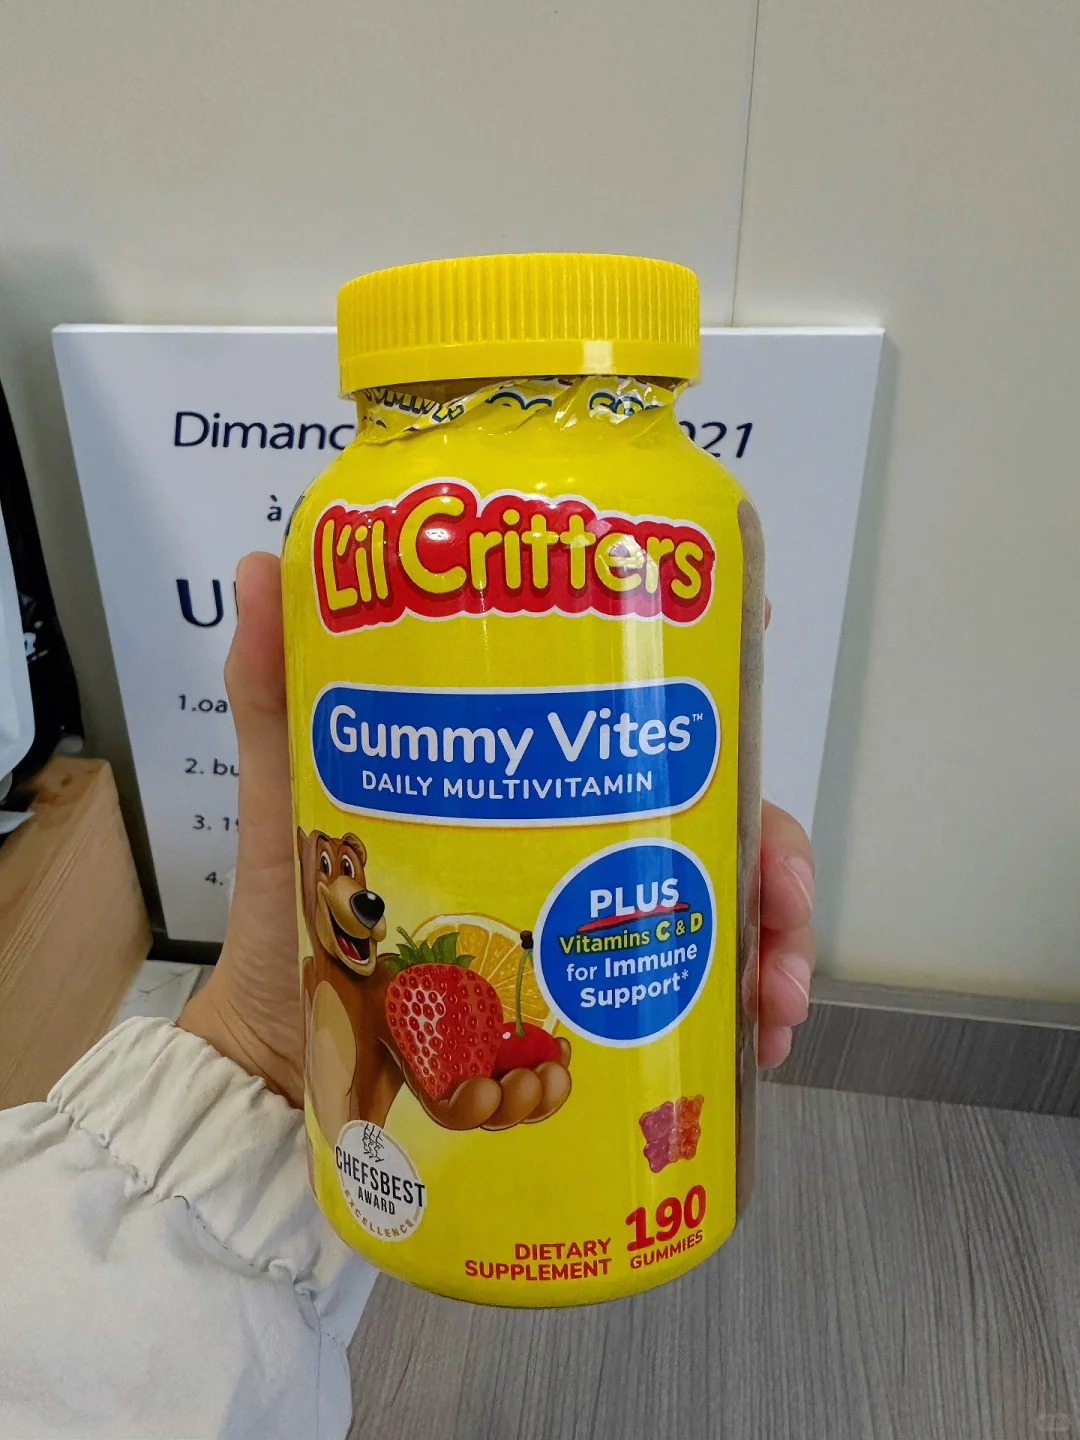 Dimanc
021
à
L'il Critters
U
Gummy Vites™
DAILY MULTIVITAMIN
1.oa
2. bu
3. 1
4.
PLUS
Vitamins C & D
for Immune
Support*
CHEFSBEST
AWARD
EXCELLENCE
190
GUMMIES
DIETARY
SUPPLEMENT